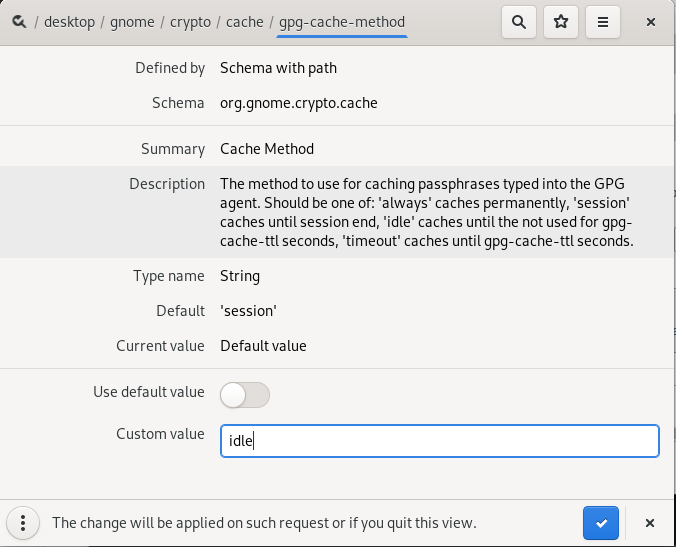 / desktop / gnome / crypto / cache / gpg-cache-method
Defined by Schema with path
Schema org.gnome.crypto.cache
Summary Cache Method
Description The method to use for caching passphrases typed into the GPG
agent. Should be one of: 'always' caches permanently, 'session'
caches until session end, 'idle' caches until the not used for gpg-
cache-ttl seconds, 'timeout' caches until gpg-cache-ttl seconds.
Type name String
Default 'session'
Current value Default value
Use default value
Custom value idle
The change will be applied on such request or if you quit this view.